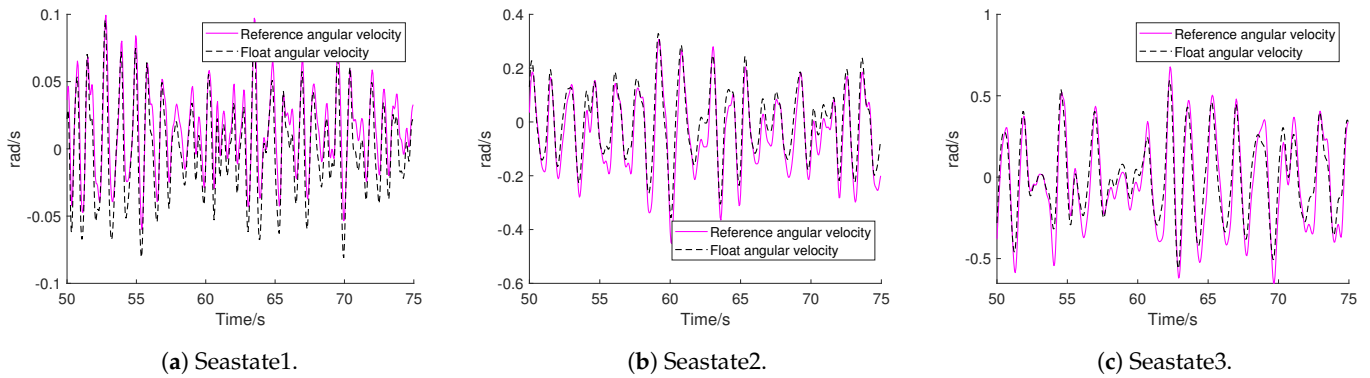 0.1
0.05
0
-0.05
-0.1
rad/s
50 55 60 65 70 75
Time/s
Reference angular velocity
Float angular velocity
(a) Seastate1.
0.4
0.2
0
-0.2
-0.4
-0.6
rad/s
50 55 60 65 70 75
Time/s
Reference angular velocity
Float angular velocity
(b) Seastate2.
1
0.5
0
-0.5
rad/s
50 55 60 65 70 75
Time/s
Reference angular velocity
Float angular velocity
(c) Seastate3.